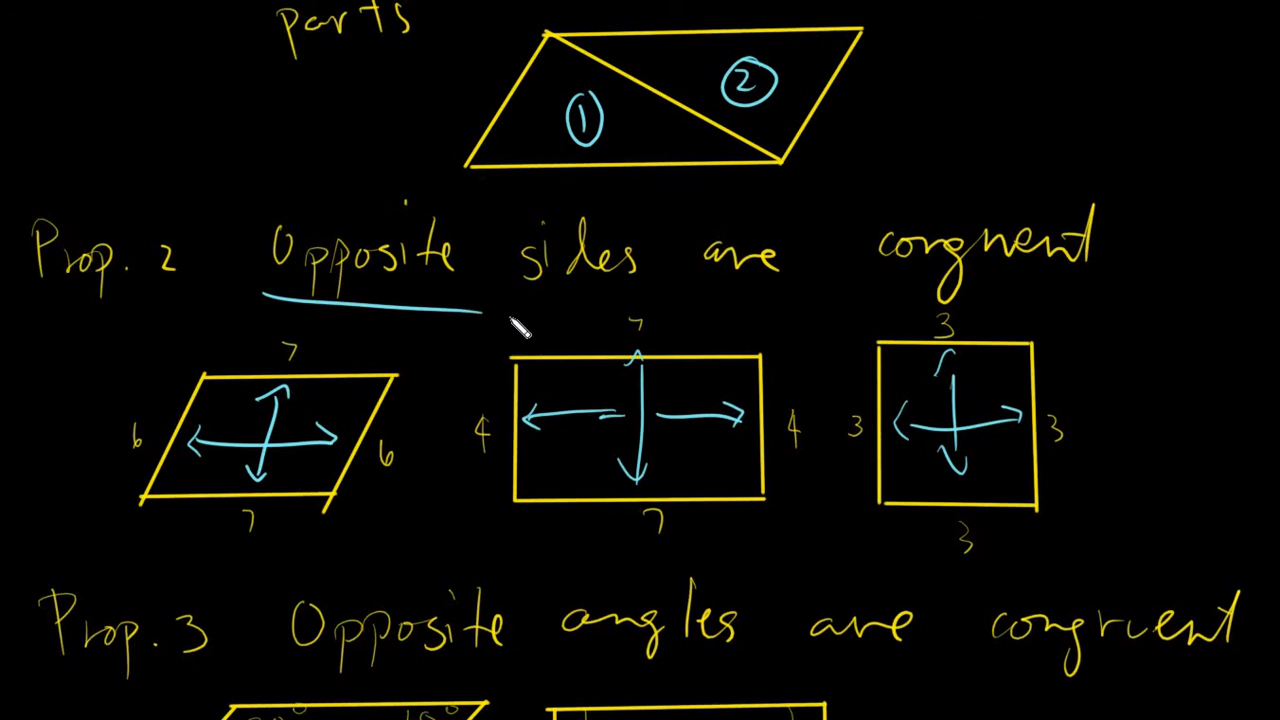 parts
1 2
Prop. 2 Opposite sides are congruent
7 7 3
6 6 4 4 3 3
7 7 3
Prop. 3 Opposite angles are congruent